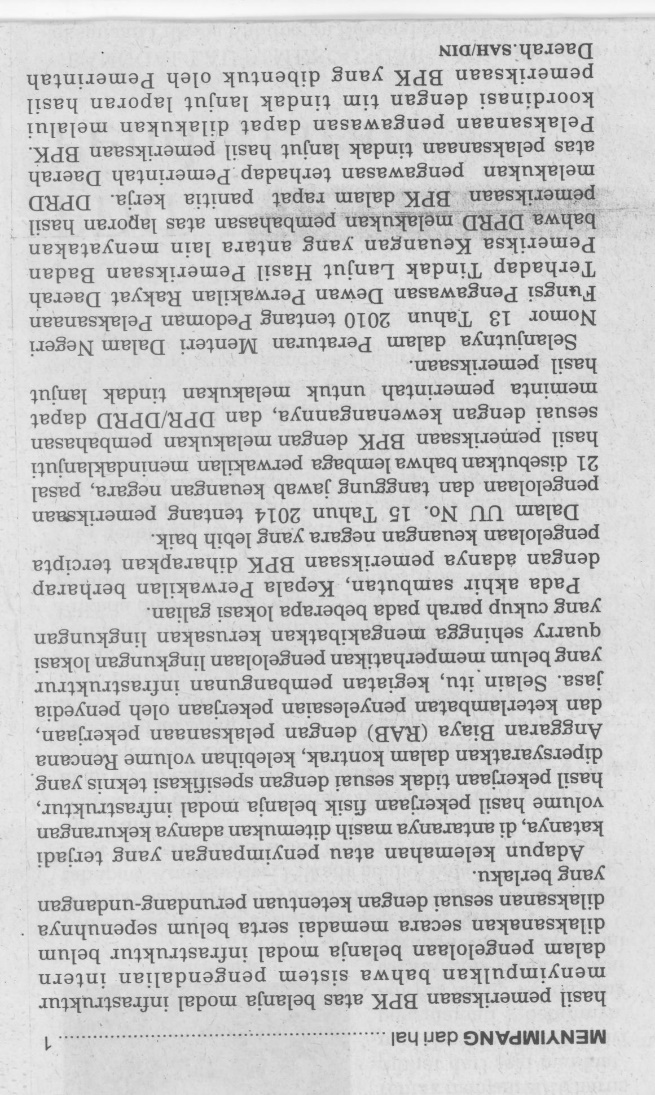 MENYIMPANG dari hal ........................................................ 1
hasil pemeriksaan BPK atas belanja modal infrastruktur
menyimpulkan bahwa sistem pengendalian intern
dalam pengelolaan belanja modal infrastruktur belum
dilaksanakan secara memadai serta belum sepenuhnya
dilaksanan sesuai dengan ketentuan perundang-undangan
yang berlaku.
Adapun kelemahan atau penyimpangan yang terjadi
katanya, di antaranya masih ditemukan adanya kekurangan
volume hasil pekerjaan fisik belanja modal infrastruktur,
hasil pekerjaan tidak sesuai dengan spesifikasi teknis yang
dipersyaratkan dalam kontrak, kelebihan volume Rencana
Anggaran Biaya (RAB) dengan pelaksanaan pekerjaan,
dan keterlambatan penyelesaian pekerjaan oleh penyedia
jasa. Selain itu, kegiatan pembangunan infrastruktrur
yang belum memperhatikan pengelolaan lingkungan lokasi
quarry sehingga mengakibatkan kerusakan lingkungan
yang cukup parah pada beberapa lokasi galian.
Pada akhir sambutan, Kepala Perwakilan berharap
dengan adanya pemeriksaan BPK diharapkan tercipta
pengelolaan keuangan negara yang lebih baik.
Dalam UU No. 15 Tahun 2014 tentang pemeriksaan
pengelolaan dan tanggung jawab keuangan negara, pasal
21 disebutkan bahwa lembaga perwakilan menindaklanjuti
hasil pemeriksaan BPK dengan melakukan pembahasan
sesuai dengan kewenangannya, dan DPR/DPRD dapat
meminta pemerintah untuk melakukan tindak lanjut
hasil pemeriksaan.
Selanjutnya dalam Peraturan Menteri Dalam Negeri
Nomor 13 Tahun 2010 tentang Pedoman Pelaksanaan
Fungsi Pengawasan Dewan Perwakilan Rakyat Daerah
Terhadap Tindak Lanjut Hasil Pemeriksaan Badan
Pemeriksa Keuangan yang antara lain menyatakan
bahwa DPRD melakukan pembahasan atas laporan hasil
pemeriksaan BPK dalam rapat panitia kerja. DPRD
melakukan pengawasan terhadap Pemerintah Daerah
atas pelaksanaan tindak lanjut hasil pemeriksaan BPK.
Pelaksanaan pengawasan dapat dilakukan melalui
koordinasi dengan tim tindak lanjut laporan hasil
pemeriksaan BPK yang dibentuk oleh Pemerintah
Daerah.SAH/DIN